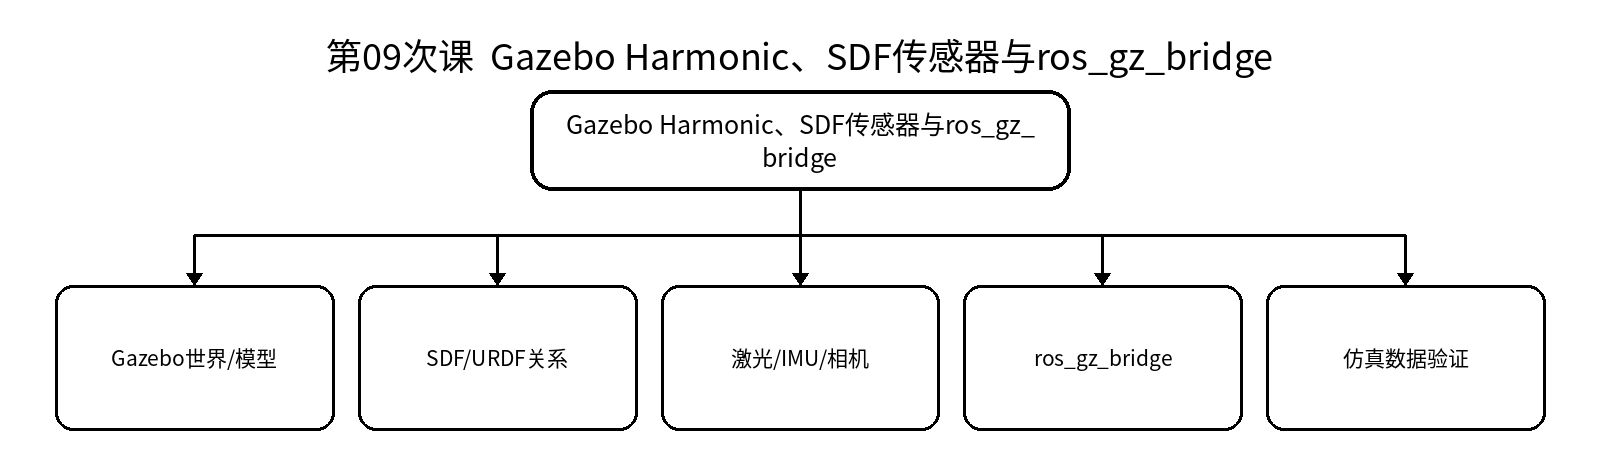 第09次课 Gazebo Harmonic、SDF传感器与ros_gz_bridge
Gazebo Harmonic、SDF传感器与ros_gz_
bridge
Gazebo世界/模型
SDF/URDF关系
激光/IMU/相机
ros_gz_bridge
仿真数据验证